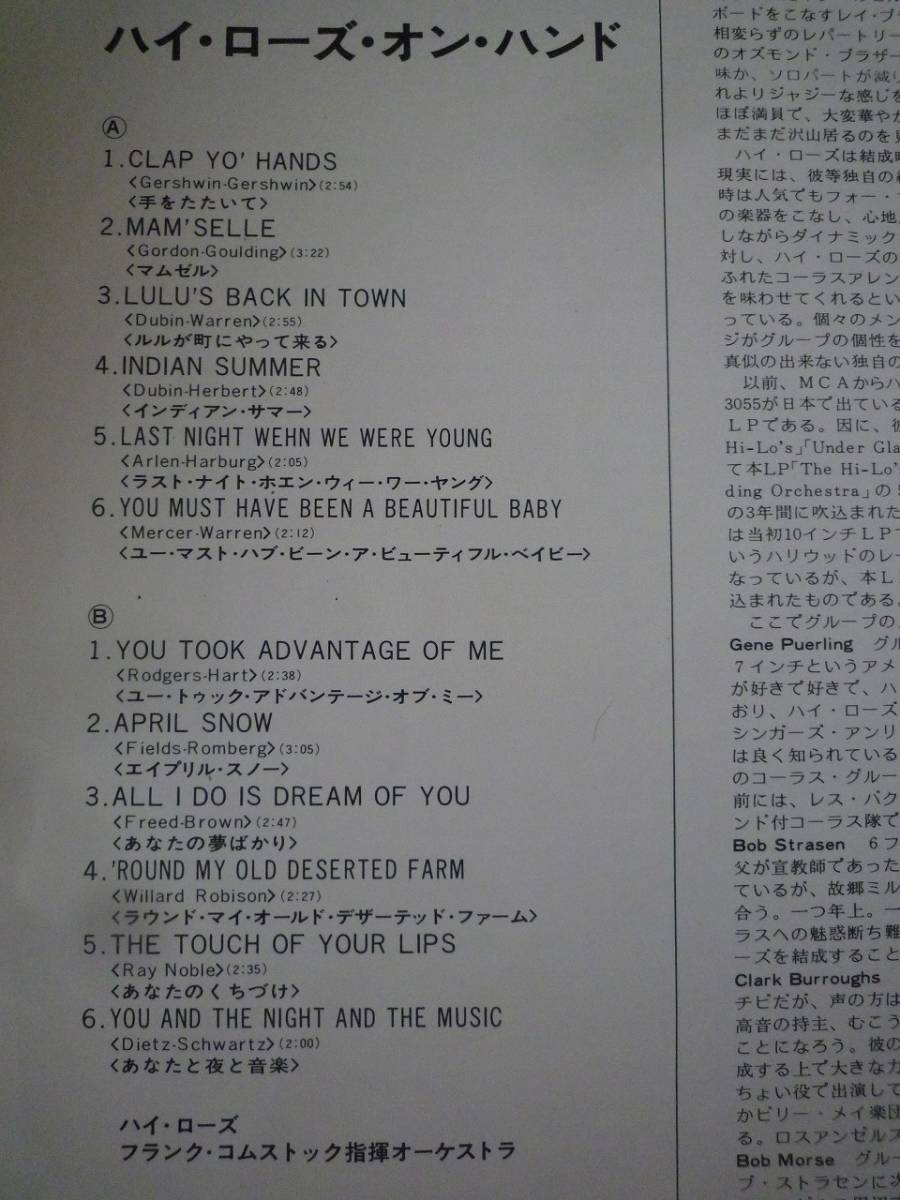 ハイ・ローズ・オン・ハンド
Ⓐ
1.CLAP YO' HANDS
〈Gershwin-Gershwin〉(2:54)
〈手をたたいて〉
2.MAM'SELLE
〈Gordon-Goulding〉(3:22)
〈マムゼル〉
3.LULU'S BACK IN TOWN
〈Dubin-Warren〉(2:55)
〈ルルが町にやって来る〉
4.INDIAN SUMMER
〈Dubin-Herbert〉(2:48)
〈インディアン・サマー〉
5.LAST NIGHT WEHN WE WERE YOUNG
〈Arlen-Harburg〉(2:05)
〈ラスト・ナイト・ホエン・ウィー・ワー・ヤング〉
6.YOU MUST HAVE BEEN A BEAUTIFUL BABY
〈Mercer-Warren〉(2:12)
〈ユー・マスト・ハブ・ビーン・ア・ビューティフル・ベイビー〉
Ⓑ
1.YOU TOOK ADVANTAGE OF ME
〈Rodgers-Hart〉(2:38)
〈ユー・トゥック・アドバンテージ・オブ・ミー〉
2.APRIL SNOW
〈Fields-Romberg〉(3:05)
〈エイプリル・スノー〉
3.ALL I DO IS DREAM OF YOU
〈Freed-Brown〉(2:47)
〈あなたの夢ばかり〉
4.'ROUND MY OLD DESERTED FARM
〈Willard Robison〉(2:27)
〈ラウンド・マイ・オールド・デザーテッド・ファーム〉
5.THE TOUCH OF YOUR LIPS
〈Ray Noble〉(2:35)
〈あなたのくちづけ〉
6.YOU AND THE NIGHT AND THE MUSIC
〈Dietz-Schwartz〉(2:00)
〈あなたと夜と音楽〉
ハイ・ローズ
フランク・コムストック指揮オーケストラ
ボードをこなすレイ・ブ
相変らずのレパートリー
のオズモンド・ブラザー
味か、ソロパートが減り
れよリジャジーな感じを
ほぼ満員で、大変華やか
まだまだ沢山居るのを見
ハイ・ローズは結成
現実には、彼等独自の
時は人気でもフォー・
の楽器をこなし、心地
しながらダイナミック
対し、ハイ・ローズの
ふれたコーラスアレン
を味わせてくれるとい
っている。個々のメン
ジがグループの個性を
真似の出来ない独自の
以前、ＭＣＡからハ
3055が日本で出ている
ＬＰである。因に、彼
Hi-Lo's」「Under Gla
て本LP「The Hi-Lo'
ding Orchestra」の
の3年間に吹込まれた
は当初10インチＬＰで
いうハリウッドのレー
なっているが、本Ｌ
込まれたものである。
ここでグループの
Gene Puerling グル
7インチというアメ
が好きで好きで、ハ
おり、ハイ・ローズ
シンガーズ・アンリ
は良く知られている
のコーラス・グルー
前には、レス・バク
ンド付コーラス隊で
Bob Strasen 6フ
父が宣教師であった
ているが、故郷ミル
合う。一つ年上。一
ラスへの魅惑断ち難
ーズを結成すること
Clark Burroughs
チビだが、声の方は
高音の持主、むこう
ことになろう。彼の
成する上で大きな力
ちょい役で出演して
かビリー・メイ楽団
る。ロスアンゼルス
Bob Morse グルー
ブ・ストラセンに次